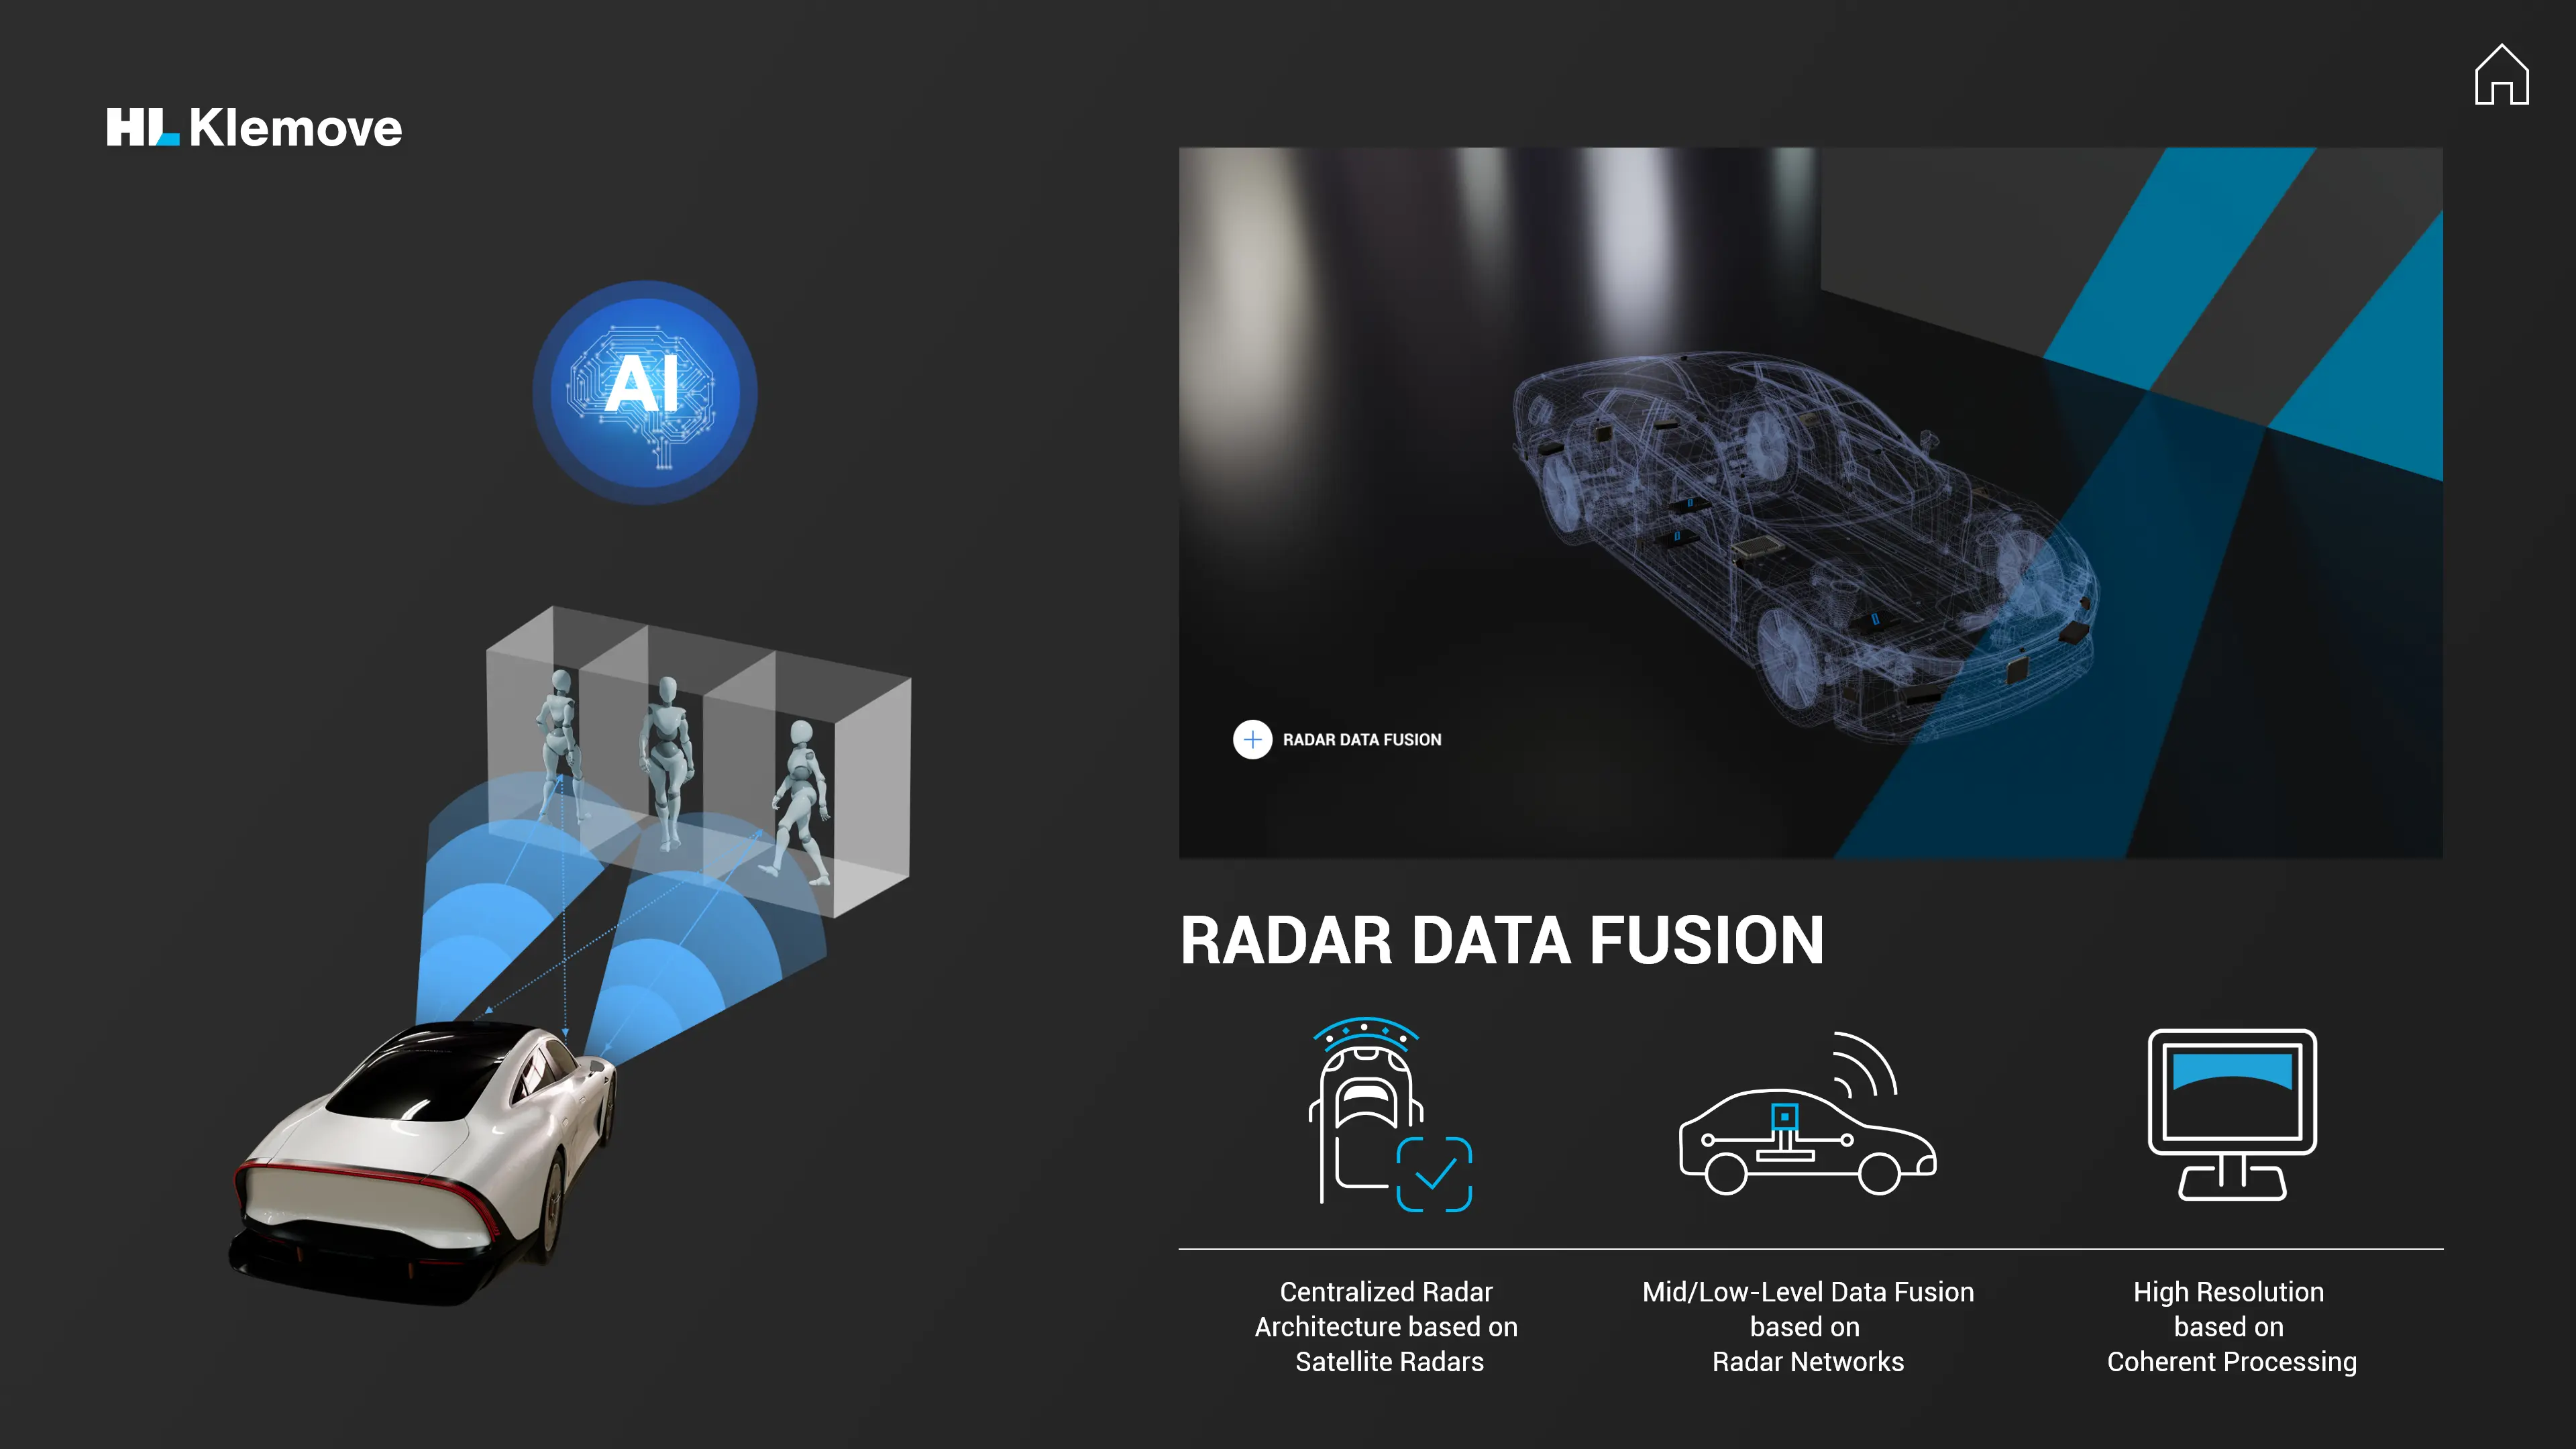 HL Klemove
AI
RADAR DATA FUSION
RADAR DATA FUSION
Centralized Radar
Architecture based on
Satellite Radars
Mid/Low-Level Data Fusion
based on
Radar Networks
High Resolution
based on
Coherent Processing